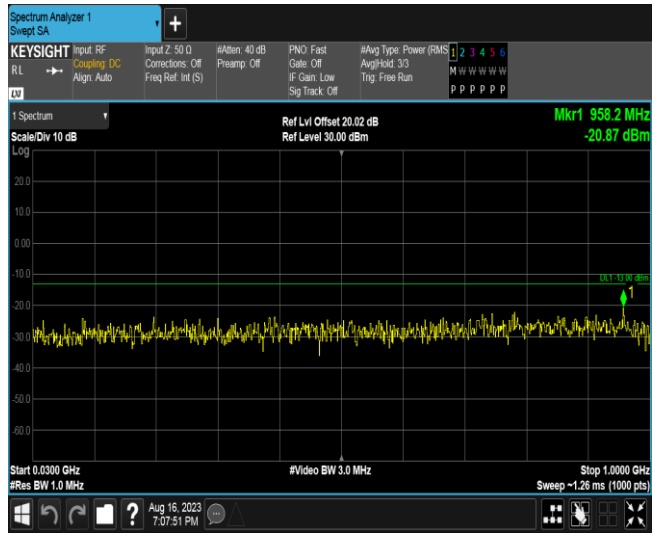 Spectrum Analyzer 1
Swept SA
+
KEYSIGHT
RL
LXI
Input: RF
Coupling: DC
Align: Auto
Input Z: 50 Ω
Corrections: Off
Freq Ref: Int (S)
#Atten: 40 dB
Preamp: Off
PNO: Fast
Gate: Off
IF Gain: Low
Sig Track: Off
#Avg Type: Power (RMS
Avg|Hold: 3/3
Trig: Free Run
1 2 3 4 5 6
M W W W W W
P P P P P P
1 Spectrum
Scale/Div 10 dB
Log
Ref Lvl Offset 20.02 dB
Ref Level 30.00 dBm
Mkr1 958.2 MHz
-20.87 dBm
20.0
10.0
0.00
-10.0
DL1 -13.00 dBm
1
-20.0
-30.0
-40.0
-50.0
-60.0
Start 0.0300 GHz
#Video BW 3.0 MHz
Stop 1.0000 GHz
#Res BW 1.0 MHz
Sweep ~1.26 ms (1000 pts)
?
Aug 16, 2023
7:07:51 PM